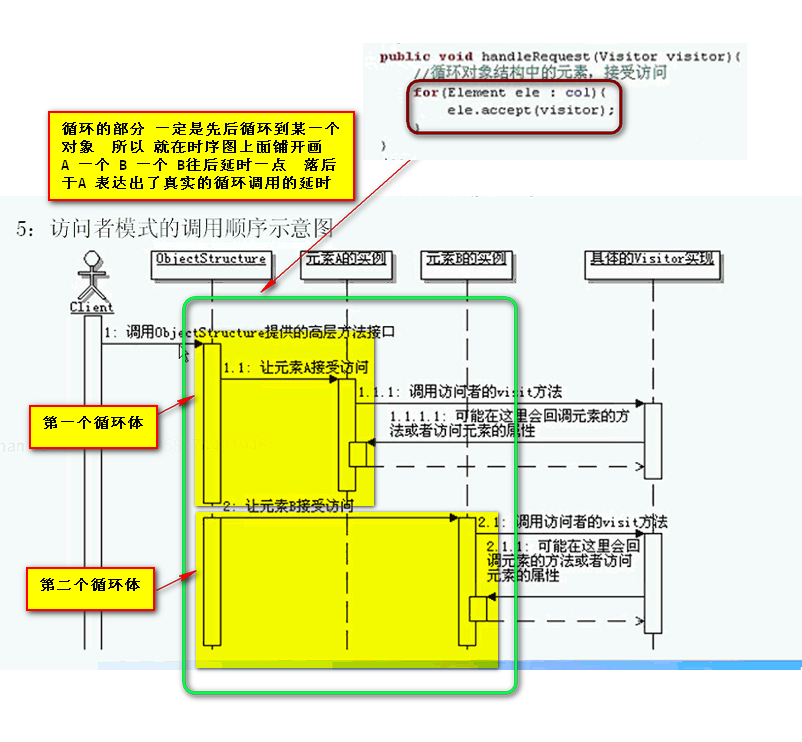 public void handleRequest(Visitor visitor){
//循环对象结构中的元素，接受访问
for(Element ele : col){
ele.accept(visitor);
}
}
循环的部分 一定是先后循环到某一个
对象 所以 就在时序图上面铺开画
A 一个 B 一个 B往后延时一点 落后
于A 表达出了真实的循环调用的延时
5：访问者模式的调用顺序示意图
ObjectStructure
元素A的实例
元素B的实例
具体的Visitor实现
Client
1: 调用ObjectStructure提供的高层方法接口
1.1: 让元素A接受访问
1.1.1: 调用访问者的visit方法
1.1.1.1: 可能在这里会回调元素的方
法或者访问元素的属性
第一个循环体
2: 让元素B接受访问
2.1: 调用访问者的visit方法
2.1.1: 可能在这里会回
调元素的方法或者访问
元素的属性
第二个循环体